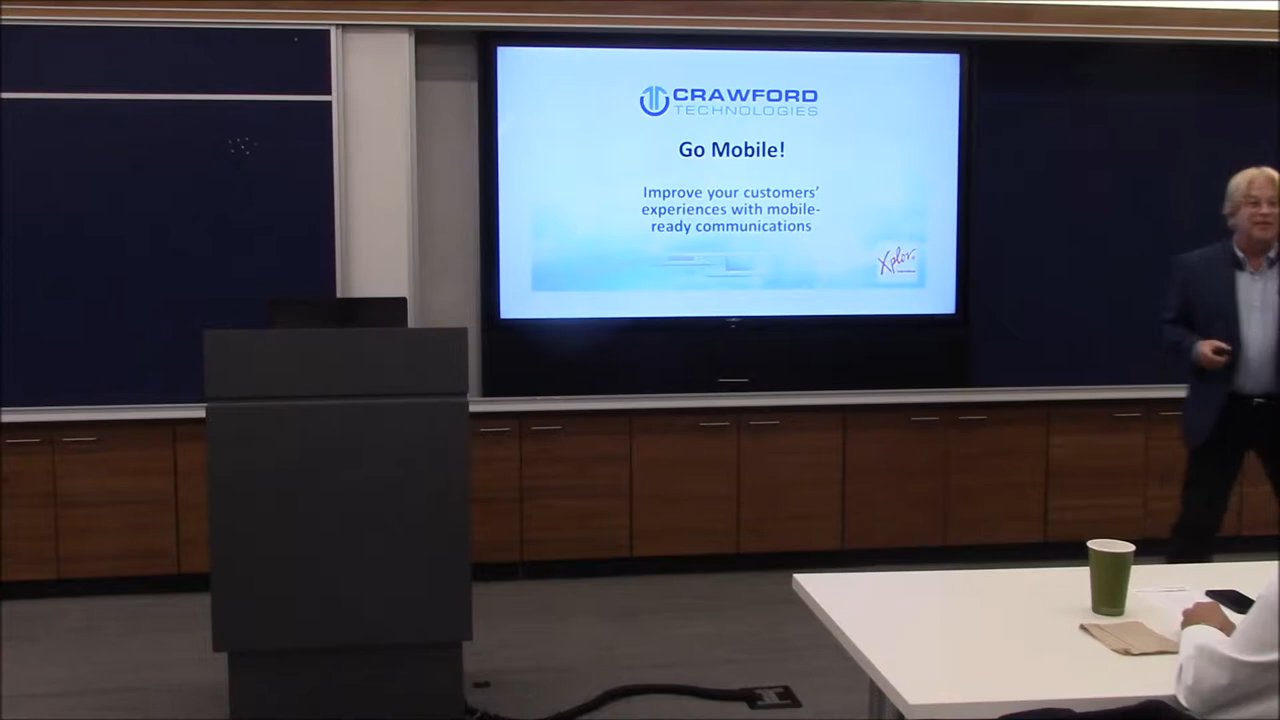 CRAWFORD
TECHNOLOGIES
Go Mobile!
Improve your customers'
experiences with mobile-
ready communications
Xplor